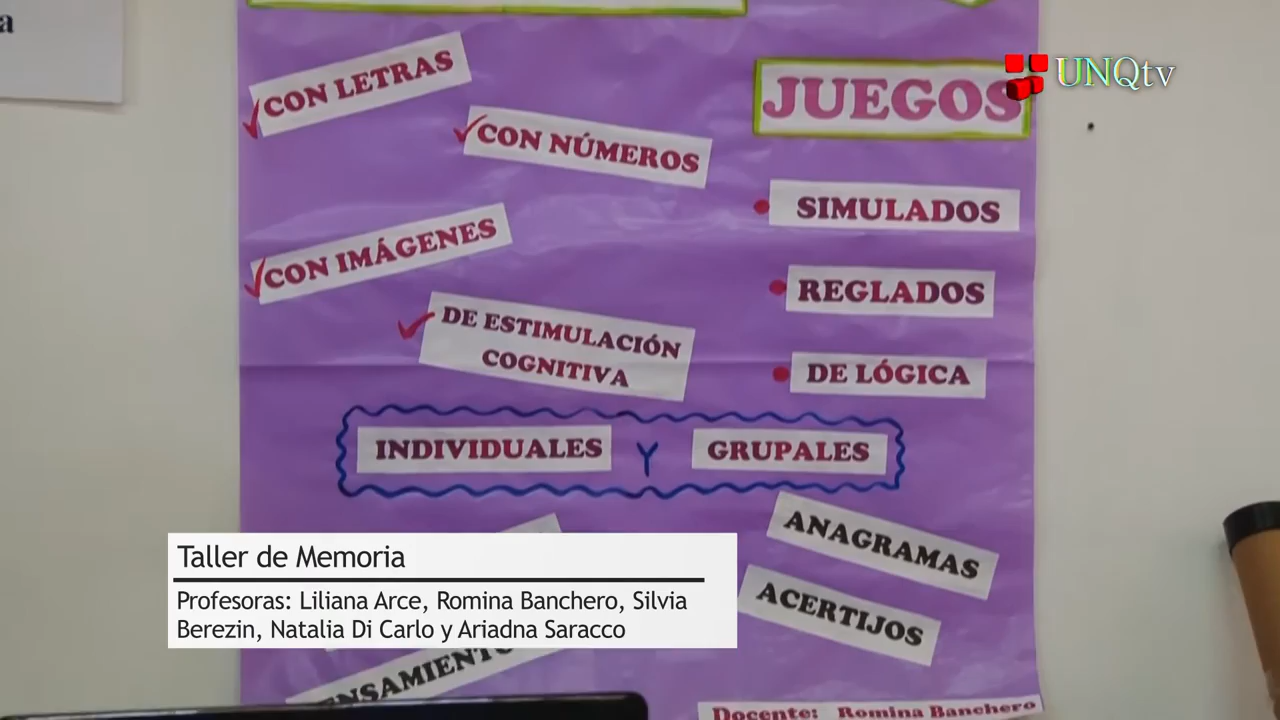 a
UNQtv
CON LETRAS
JUEGOS
CON NÚMEROS
SIMULADOS
CON IMÁGENES
REGLADOS
DE ESTIMULACIÓN
COGNITIVA
DE LÓGICA
INDIVIDUALES Y GRUPALES
ANAGRAMAS
ACERTIJOS
Taller de Memoria
Profesoras: Liliana Arce, Romina Banchero, Silvia
Berezin, Natalia Di Carlo y Ariadna Saracco
Docente: Romina Banchero